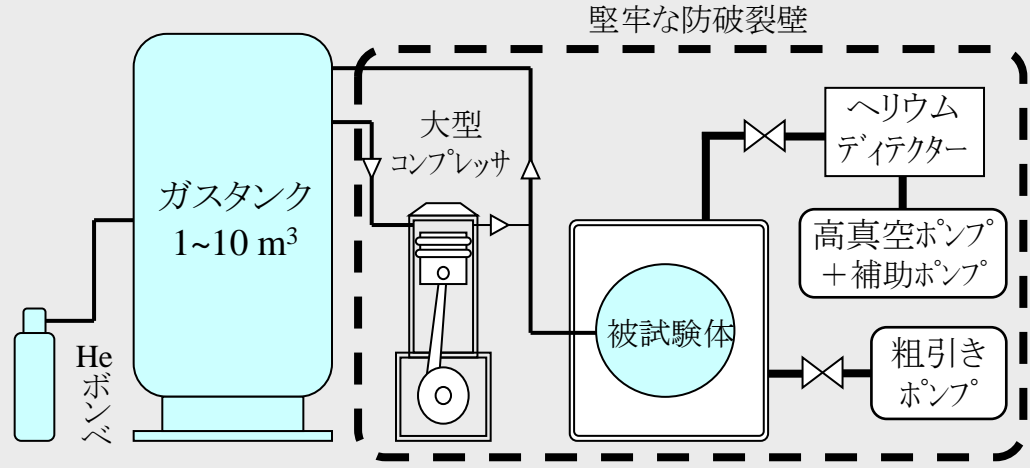 堅牢な防破裂壁
大型
コンプレッサ
ヘリウム
ディテクター
ガスタンク
1~10 m³
高真空ポンプ
＋補助ポンプ
被試験体
粗引き
ポンプ
He
ボンベ